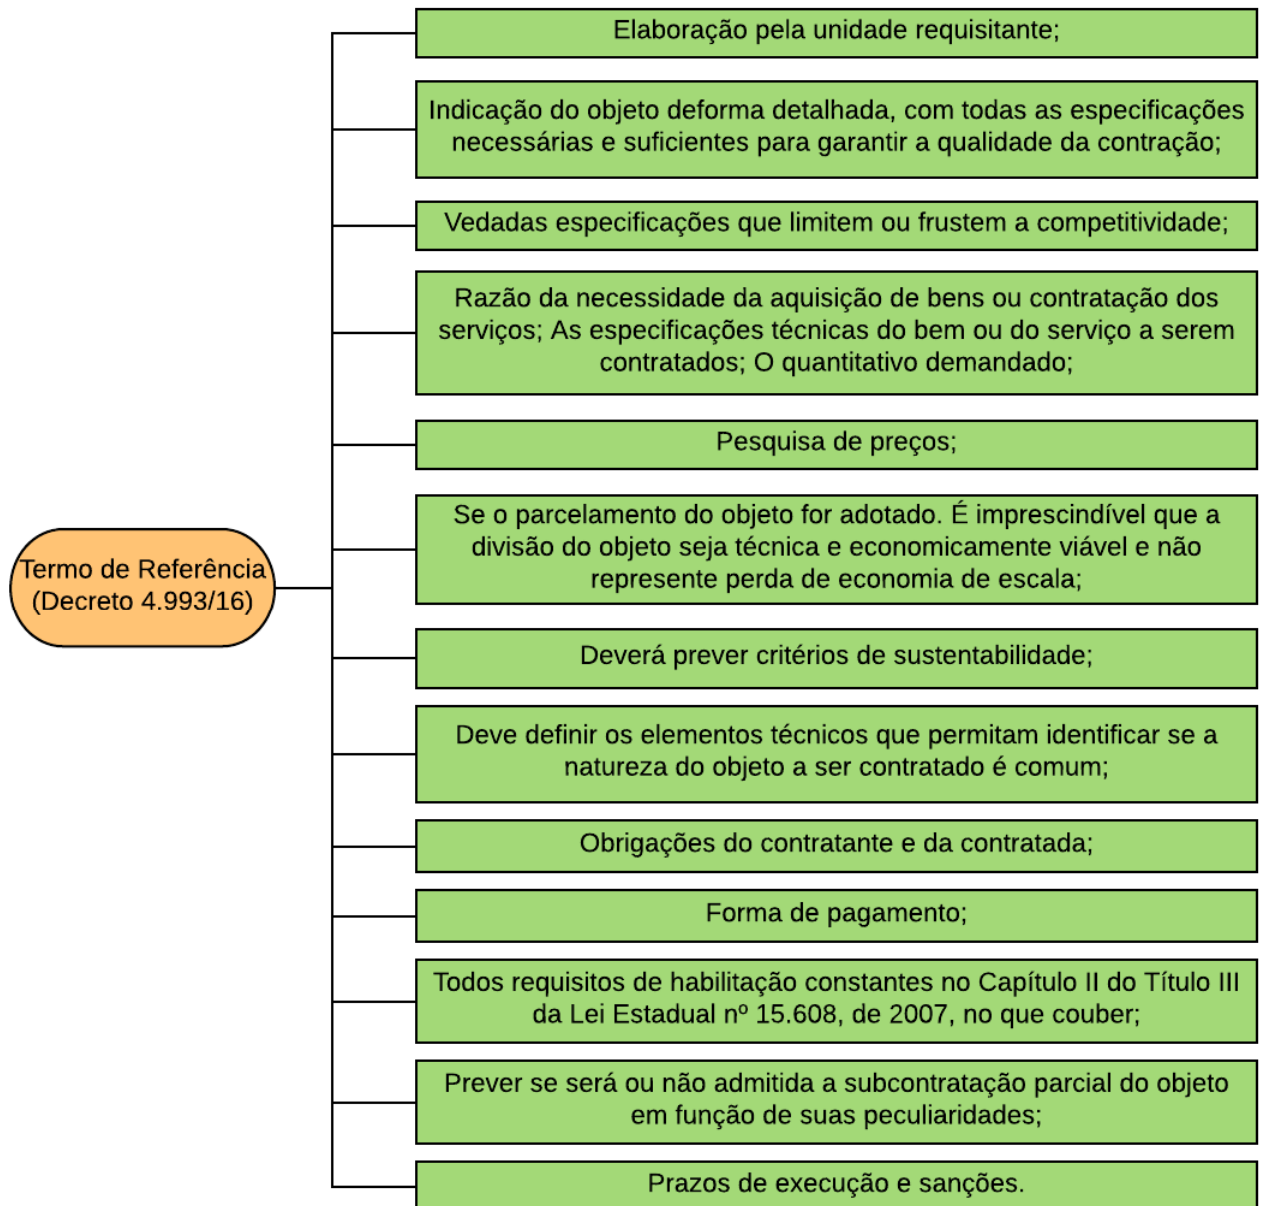 Elaboração pela unidade requisitante;
Indicação do objeto deforma detalhada, com todas as especificações
necessárias e suficientes para garantir a qualidade da contração;
Vedadas especificações que limitem ou frustem a competitividade;
Razão da necessidade da aquisição de bens ou contratação dos
serviços; As especificações técnicas do bem ou do serviço a serem
contratados; O quantitativo demandado;
Pesquisa de preços;
Se o parcelamento do objeto for adotado. É imprescindível que a
divisão do objeto seja técnica e economicamente viável e não
represente perda de economia de escala;
Termo de Referência
(Decreto 4.993/16)
Deverá prever critérios de sustentabilidade;
Deve definir os elementos técnicos que permitam identificar se a
natureza do objeto a ser contratado é comum;
Obrigações do contratante e da contratada;
Forma de pagamento;
Todos requisitos de habilitação constantes no Capítulo II do Título III
da Lei Estadual nº 15.608, de 2007, no que couber;
Prever se será ou não admitida a subcontratação parcial do objeto
em função de suas peculiaridades;
Prazos de execução e sanções.